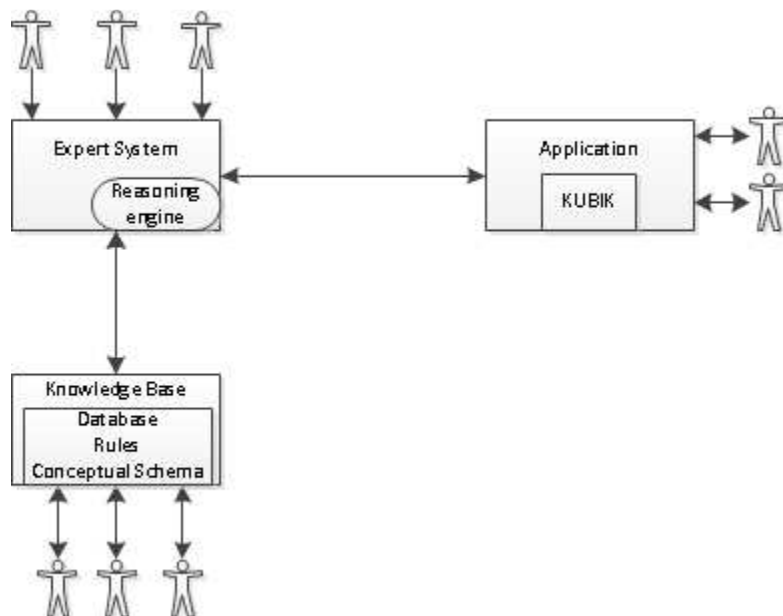 Expert System
Reasoning
engine
Application
KUBIK
Knowledge Base
Database
Rules
Conceptual Schema